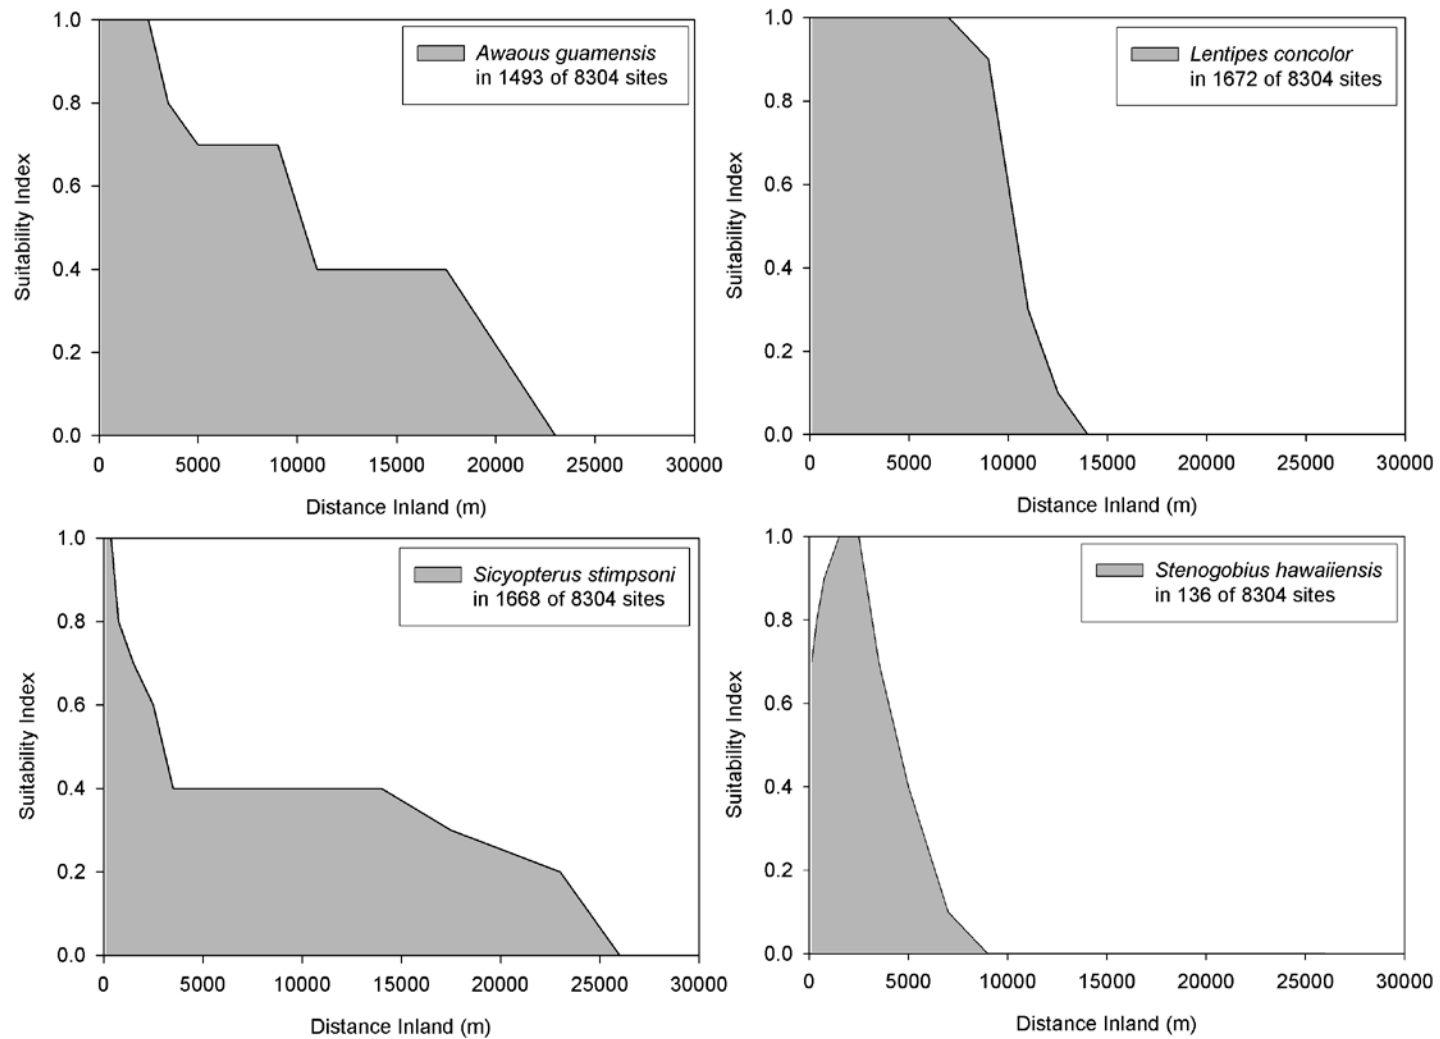 1.0
0.8
0.6
0.4
0.2
0.0
Suitability Index
Awaous guamensis
in 1493 of 8304 sites
0 5000 10000 15000 20000 25000 30000
Distance Inland (m)
1.0
0.8
0.6
0.4
0.2
0.0
Suitability Index
Lentipes concolor
in 1672 of 8304 sites
0 5000 10000 15000 20000 25000 30000
Distance Inland (m)
1.0
0.8
0.6
0.4
0.2
0.0
Suitability Index
Sicyopterus stimpsoni
in 1668 of 8304 sites
0 5000 10000 15000 20000 25000 30000
Distance Inland (m)
1.0
0.8
0.6
0.4
0.2
0.0
Suitability Index
Stenogobius hawaiiensis
in 136 of 8304 sites
0 5000 10000 15000 20000 25000 30000
Distance Inland (m)